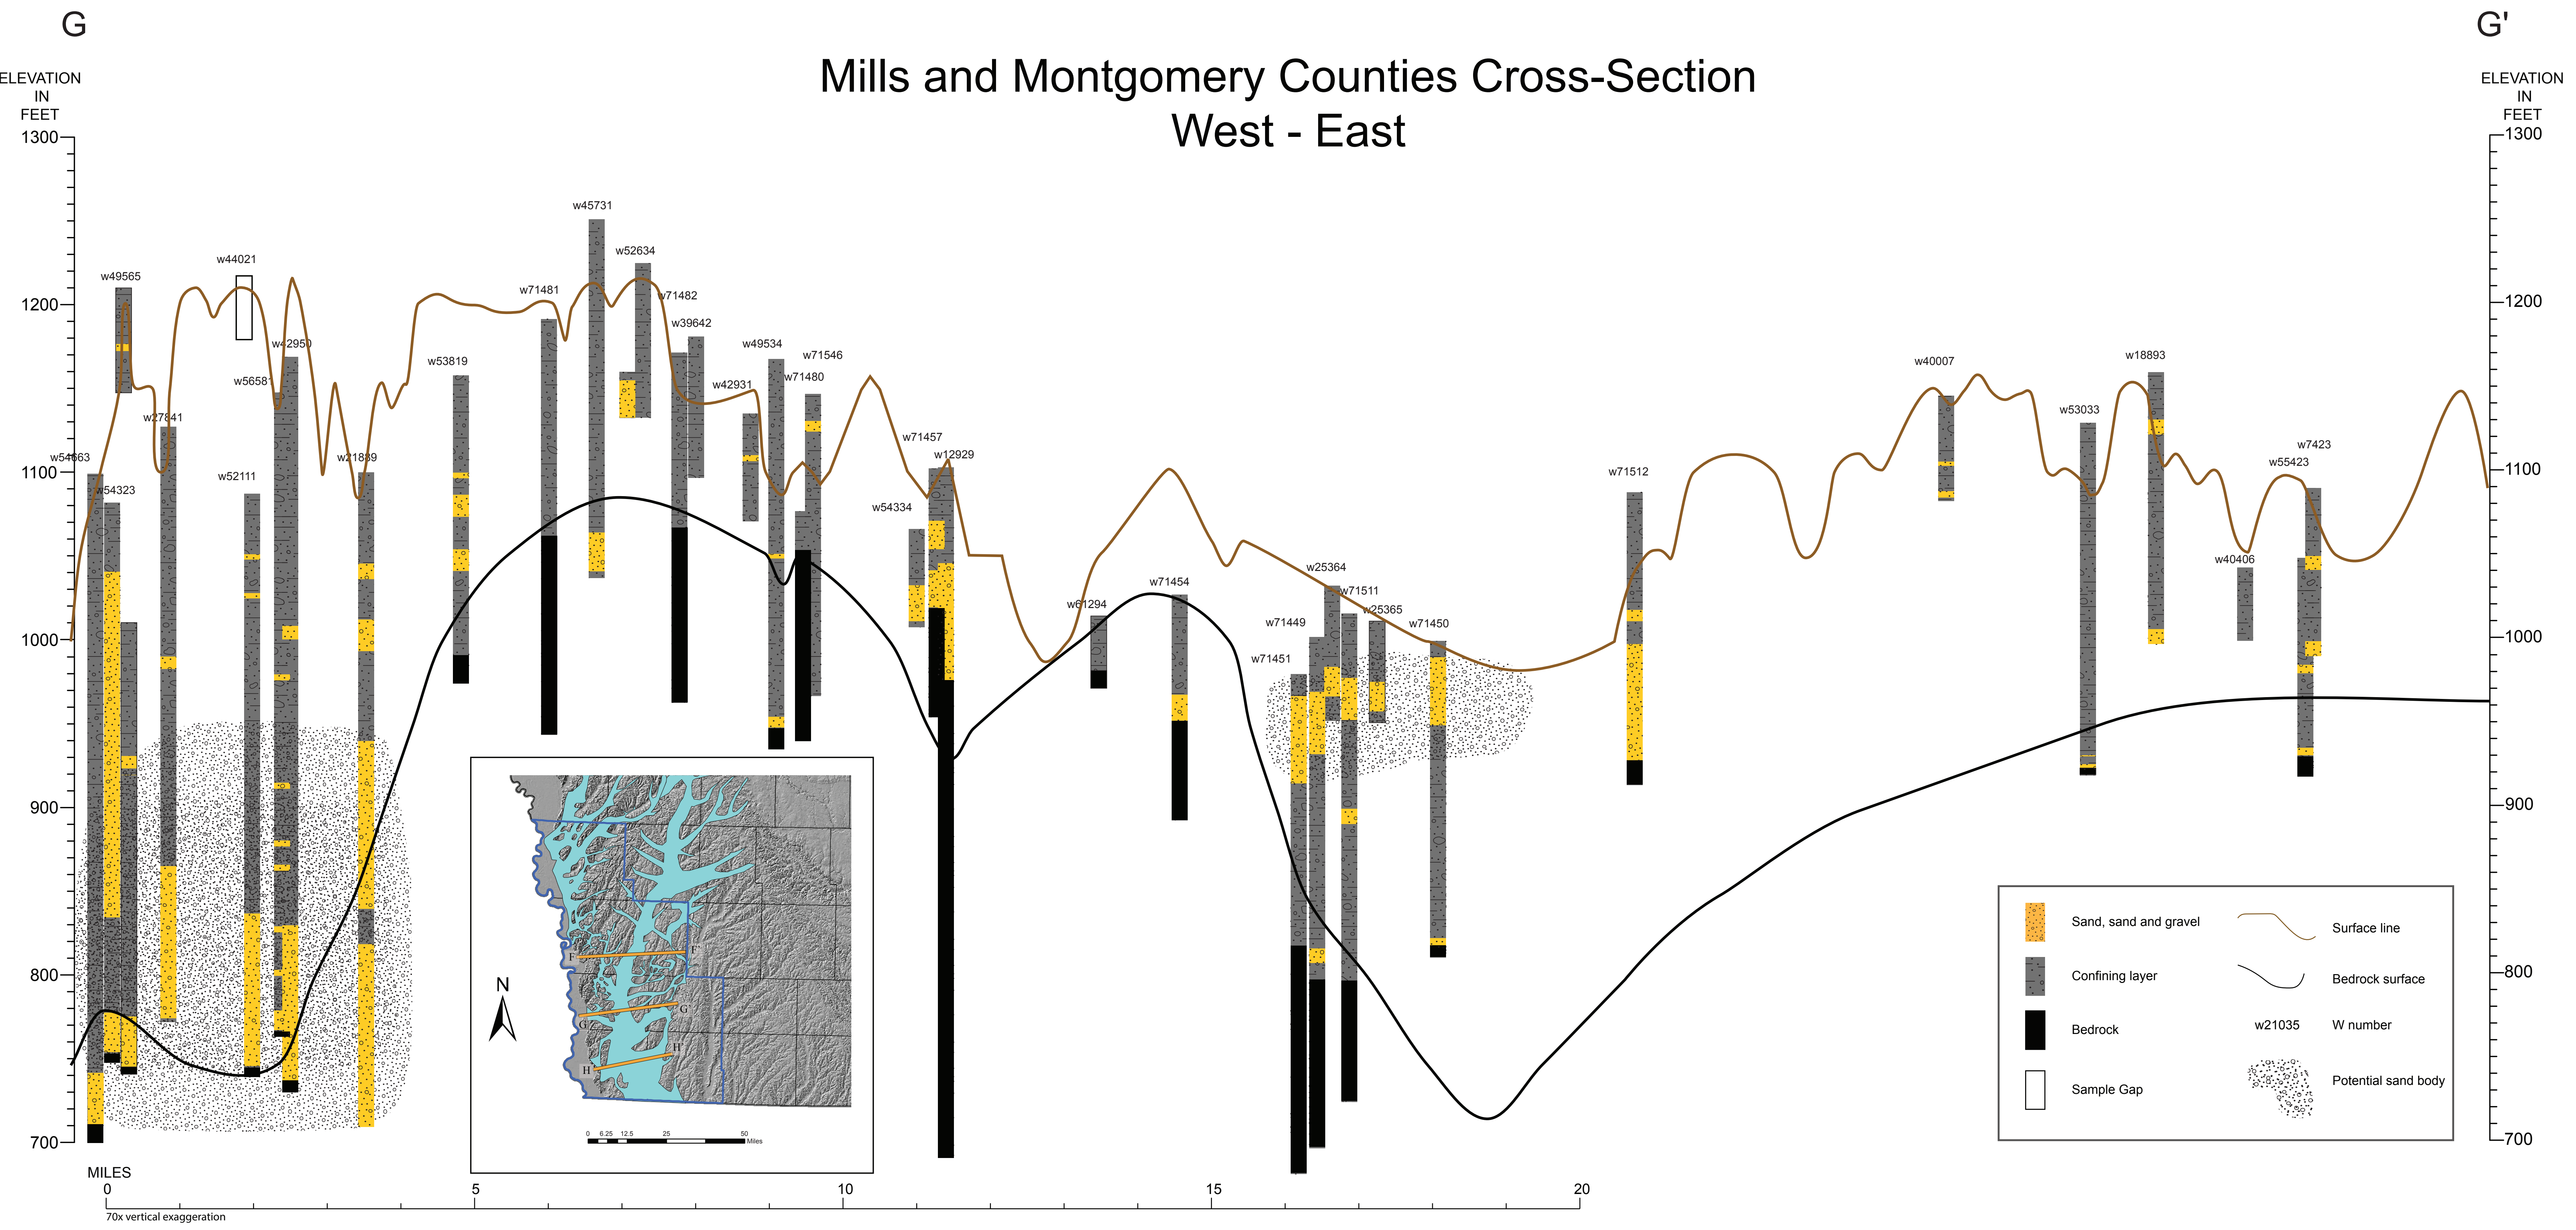 G
G'
Mills and Montgomery Counties Cross-Section
West - East
ELEVATION
IN
FEET
ELEVATION
IN
FEET
1300
1200
1100
1000
900
800
700
1300
1200
1100
1000
900
800
700
w45731
w52634
w44021
w49565
w71481
w71482
w39642
w42950
w49534
w71546
w53819
w71480
w56581
w42931
w27841
w40007
w18893
w53033
w54663
w21889
w71457
w12929
w7423
w55423
w52111
w54323
w71512
w54334
w40406
w25364
w71454
w71511
w61294
w25365
w71449
w71450
w71451
N
F
F'
G
G'
H
H'
0 6.25 12.5 25 50
Miles
Sand, sand and gravel
Confining layer
Bedrock
Sample Gap
Surface line
Bedrock surface
w21035
W number
Potential sand body
MILES
0 5 10 15 20
70x vertical exaggeration